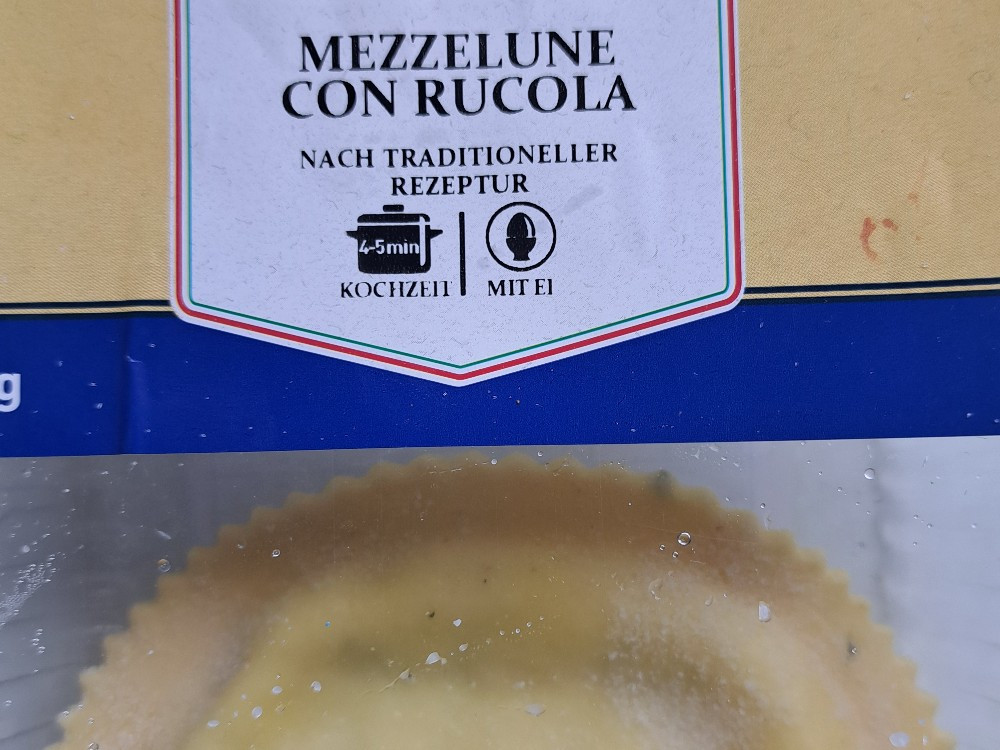 MEZZELUNE
CON RUCOLA
NACH TRADITIONELLER
REZEPTUR
4-5min
KOCHZEIT
MIT EI
g